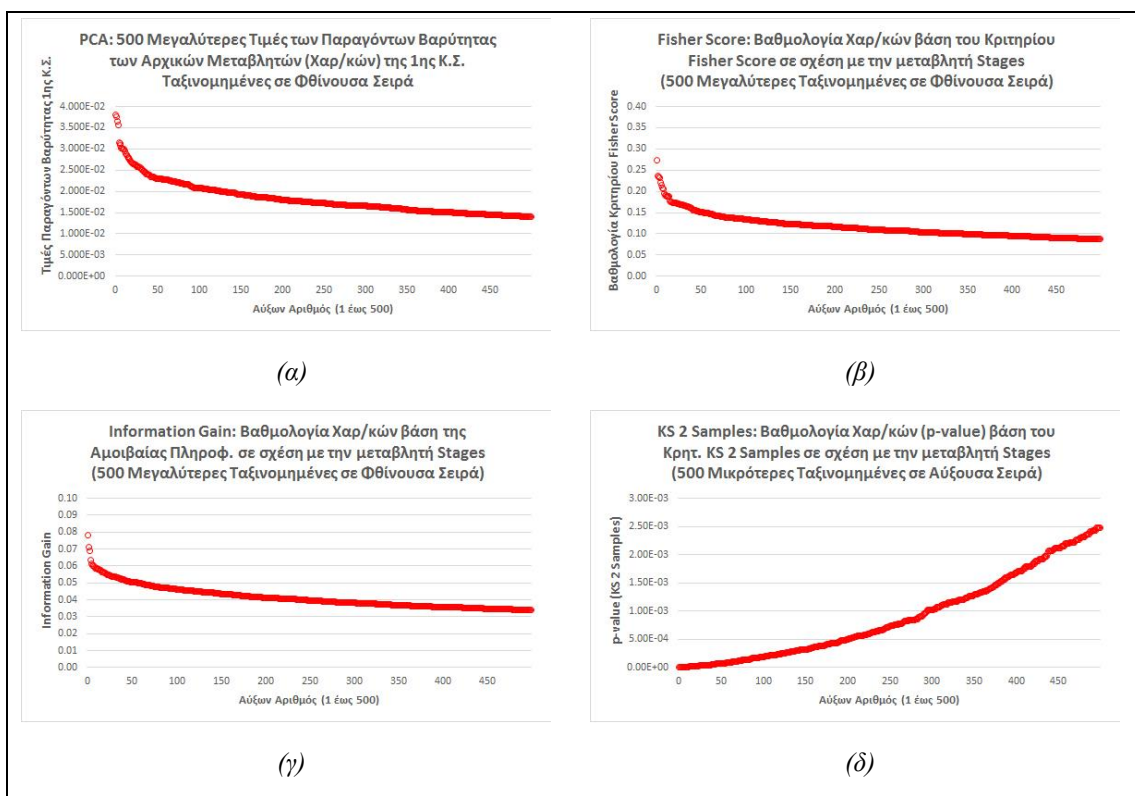 PCA: 500 Μεγαλύτερες Τιμές των Παραγόντων Βαρύτητας
των Αρχικών Μεταβλητών (Χαρ/κών) της 1ης Κ.Σ.
Ταξινομημένες σε Φθίνουσα Σειρά
Τιμές Παραγόντων Βαρύτητας 1ης Κ.Σ.
4.000E-02
3.500E-02
3.000E-02
2.500E-02
2.000E-02
1.500E-02
1.000E-02
5.000E-03
0.000E+00
0 50 100 150 200 250 300 350 400 450
Αύξων Αριθμός (1 έως 500)
(α)
Fisher Score: Βαθμολογία Χαρ/κών βάση του Κριτηρίου
Fisher Score σε σχέση με την μεταβλητή Stages
(500 Μεγαλύτερες Ταξινομημένες σε Φθίνουσα Σειρά)
Βαθμολογία Κριτηρίου Fisher Score
0.40
0.35
0.30
0.25
0.20
0.15
0.10
0.05
0.00
0 50 100 150 200 250 300 350 400 450
Αύξων Αριθμός (1 έως 500)
(β)
Information Gain: Βαθμολογία Χαρ/κών βάση της
Αμοιβαίας Πληροφ. σε σχέση με την μεταβλητή Stages
(500 Μεγαλύτερες Ταξινομημένες σε Φθίνουσα Σειρά)
Information Gain
0.10
0.09
0.08
0.07
0.06
0.05
0.04
0.03
0.02
0.01
0.00
0 50 100 150 200 250 300 350 400 450
Αύξων Αριθμός (1 έως 500)
(γ)
KS 2 Samples: Βαθμολογία Χαρ/κών (p-value) βάση του
Κρητ. KS 2 Samples σε σχέση με την μεταβλητή Stages
(500 Μικρότερες Ταξινομημένες σε Αύξουσα Σειρά)
p-value (KS 2 Samples)
3.00E-03
2.50E-03
2.00E-03
1.50E-03
1.00E-03
5.00E-04
0.00E+00
0 50 100 150 200 250 300 350 400 450
Αύξων Αριθμός (1 έως 500)
(δ)